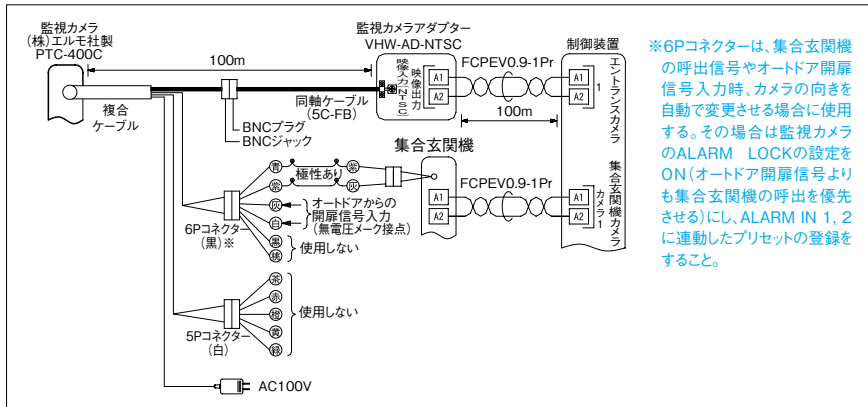 監視カメラ
(株)エルモ社製
PTC-400C
100m
複合
ケーブル
BNCプラグ
BNCジャック
同軸ケーブル
(5C-FB)
監視カメラアダプター
VHW-AD-NTSC
映像入力(NTSC)
映像出力
A1
A2
FCPEV0.9-1Pr
100m
制御装置
A1
A2
1
エントランスカメラ
集合玄関機
A1
A2
FCPEV0.9-1Pr
A1
A2
カメラ1
集合玄関機カメラ
青
紫
極性あり
紫
灰
灰
白
オートドアからの
開扉信号入力
(無電圧メーク接点)
黒
桃
使用しない
6Pコネクター
(黒)※
茶
赤
橙
黄
緑
使用しない
5Pコネクター
(白)
AC100V
※6Pコネクターは、集合玄関機
の呼出信号やオートドア開扉
信号入力時、カメラの向きを
自動で変更させる場合に使用
する。その場合は監視カメラ
のALARM LOCKの設定を
ON(オートドア開扉信号より
も集合玄関機の呼出を優先
させる)にし、ALARM IN 1, 2
に連動したプリセットの登録を
すること。